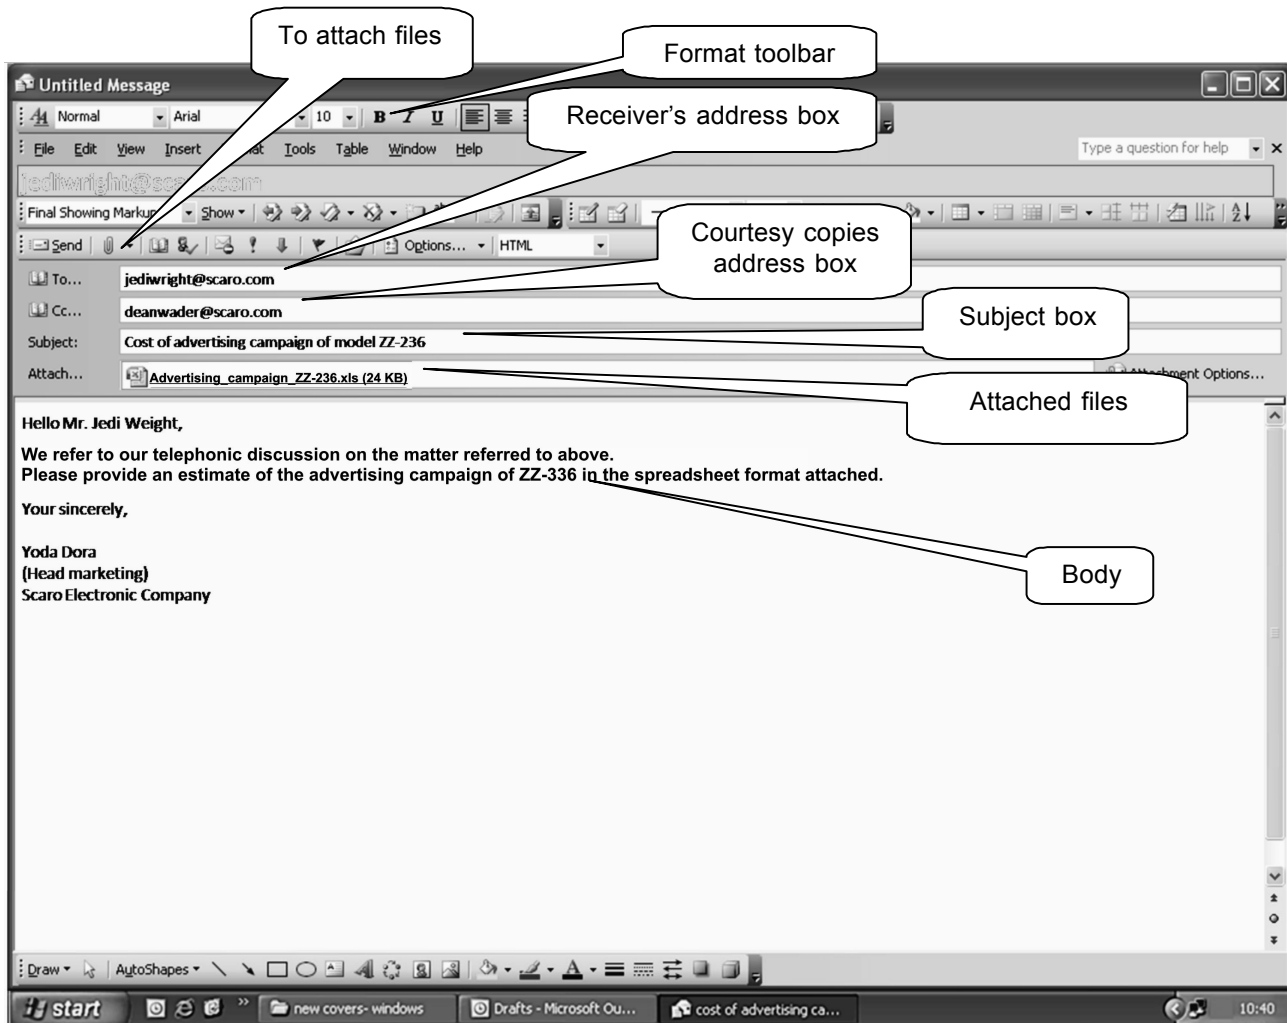 To attach files
Format toolbar
Untitled Message
Normal Arial 10 B I U
Receiver's address box
File Edit View Insert Tools Table Window Help Type a question for help
jediwright@scaro.com
Final Showing Markup Show
Courtesy copies
address box
Send Options... HTML
To... jediwright@scaro.com
Cc... deanwader@scaro.com
Subject box
Subject: Cost of advertising campaign of model ZZ-236
Attach... Advertising_campaign_ZZ-236.xls (24 KB) Attachment Options...
Attached files
Hello Mr. Jedi Weight,
We refer to our telephonic discussion on the matter referred to above.
Please provide an estimate of the advertising campaign of ZZ-336 in the spreadsheet format attached.
Your sincerely,
Yoda Dora
(Head marketing)
Scaro Electronic Company
Body
Draw AutoShapes
start new covers- windows Drafts - Microsoft Ou... cost of advertising ca... 10:40